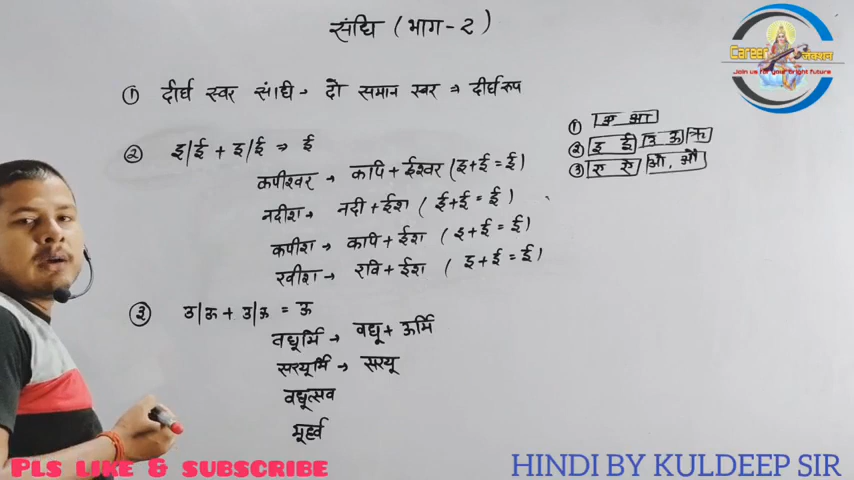 संधि (भाग-2)
① दीर्घ स्वर संधि → दो समान स्वर ⇒ दीर्घ रूप
② इ/ई + इ/ई ⇒ ई
कपीश्वर → कपि + ईश्वर (इ+ई = ई)
नदीश → नदी + ईश (ई+ई = ई)
कपीश → कपि + ईश (इ+ई = ई)
रवीश → रवि + ईश (इ+ई = ई)
③ उ/ऊ + उ/ऊ = ऊ
वधूर्मि → वधू + ऊर्मि
सरयूर्मि → सरयू
वधूत्सव
① अ आ
② इ ई उ ऊ ऋ
③ ओ, औ
Career जंक्शन
Join us for your bright future
PLS LIKE & SUBSCRIBE
HINDI BY KULDEEP SIR